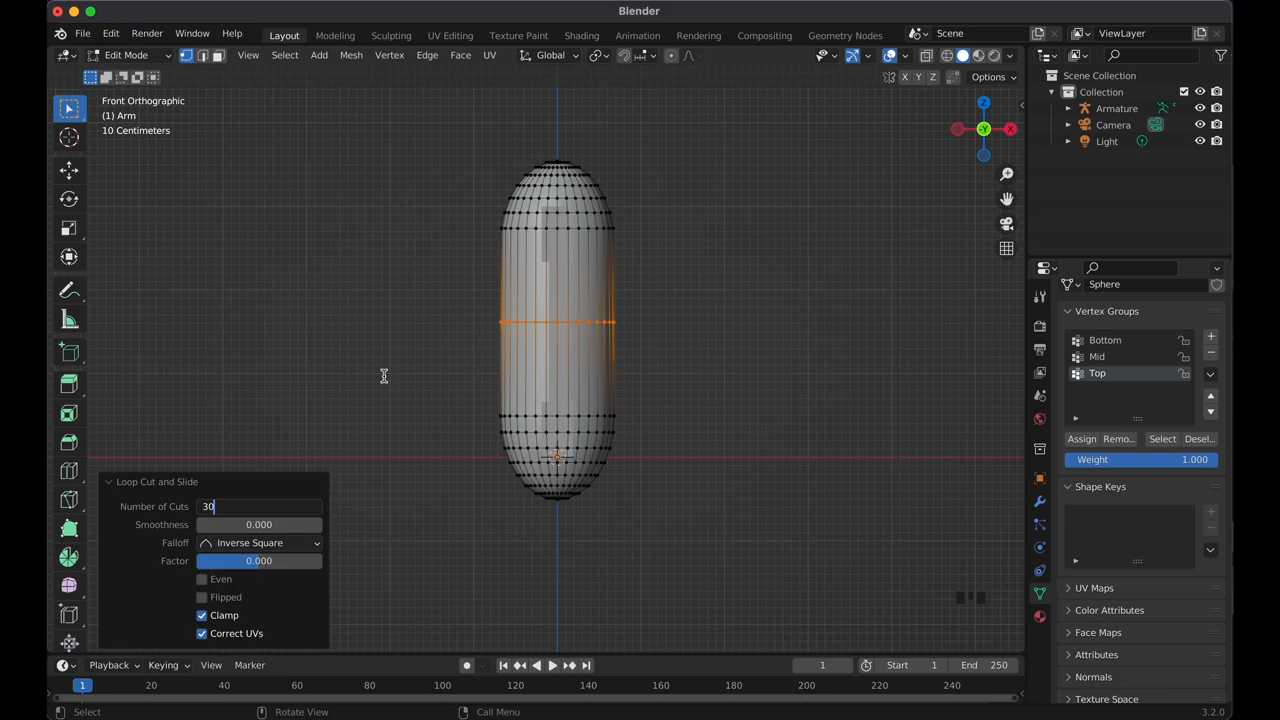 Blender
File Edit Render Window Help Layout Modeling Sculpting UV Editing Texture Paint Shading Animation Rendering Compositing Geometry Nodes Scene ViewLayer
Edit Mode View Select Add Mesh Vertex Edge Face UV Global
X Y Z Options
Front Orthographic
(1) Arm
10 Centimeters
Z
-Y X
Scene Collection
Collection
Armature
Camera
Light
Sphere
Vertex Groups
Bottom
Mid
Top
Assign Remo... Select Desel...
Weight 1.000
Shape Keys
UV Maps
Color Attributes
Face Maps
Attributes
Normals
Texture Space
Loop Cut and Slide
Number of Cuts 30
Smoothness 0.000
Falloff Inverse Square
Factor 0.000
Even
Flipped
Clamp
Correct UVs
Playback Keying View Marker 1 Start 1 End 250
1 20 40 60 80 100 120 140 160 180 200 220 240
Select Rotate View Call Menu 3.2.0